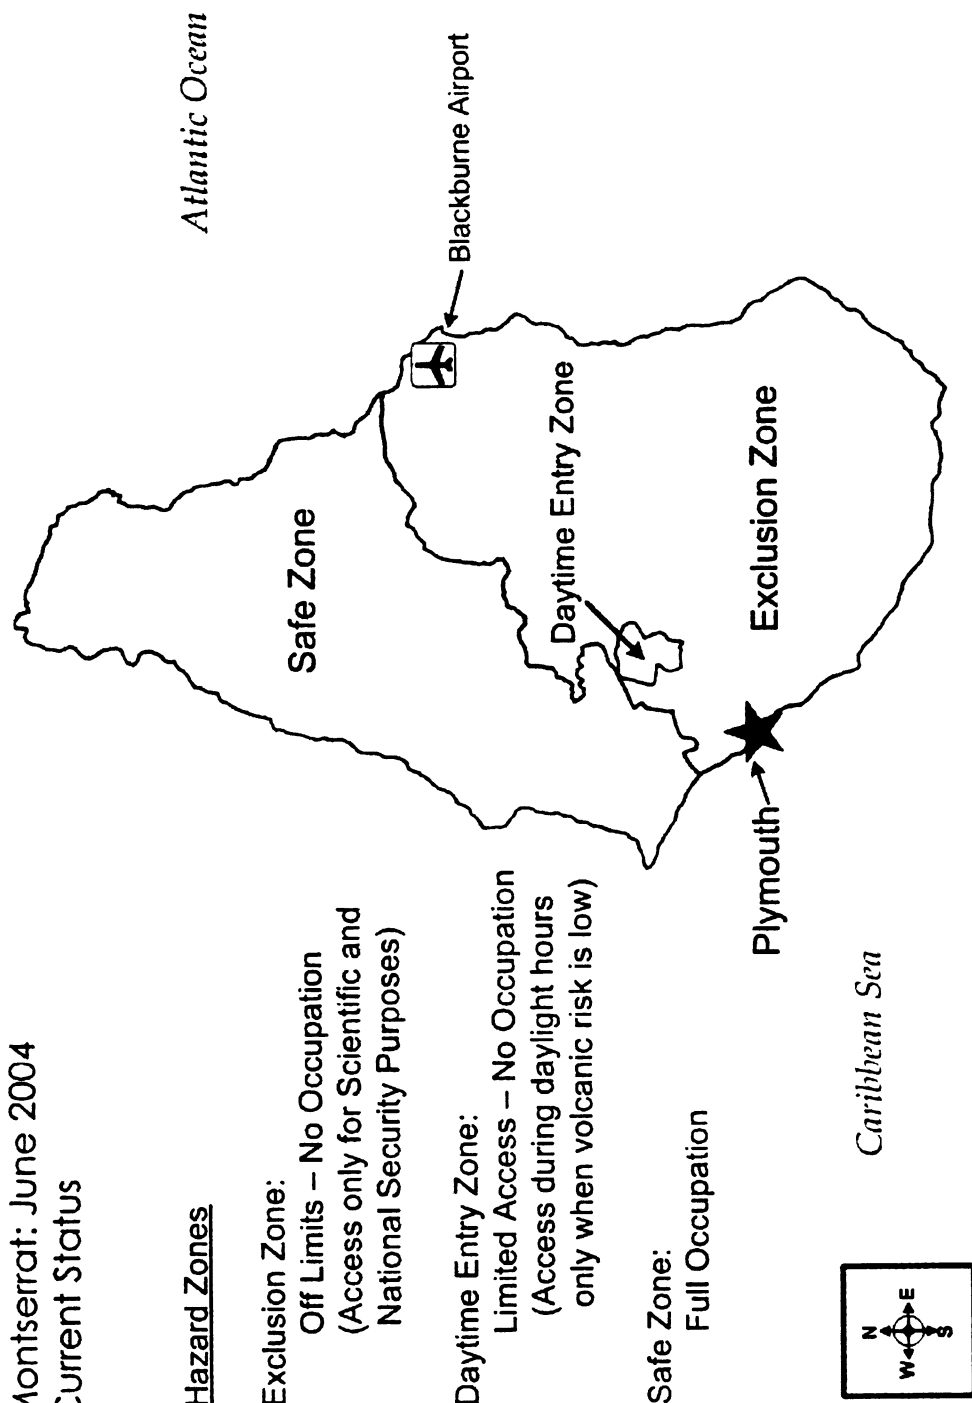 Montserrat: June 2004
Current Status
Hazard Zones
Exclusion Zone:
Off Limits – No Occupation
(Access only for Scientific and
National Security Purposes)
Daytime Entry Zone:
Limited Access – No Occupation
(Access during daylight hours
only when volcanic risk is low)
Safe Zone:
Full Occupation
N
W
E
S
Atlantic Ocean
Blackburne Airport
Safe Zone
Daytime Entry Zone
Exclusion Zone
Plymouth
Caribbean Sea